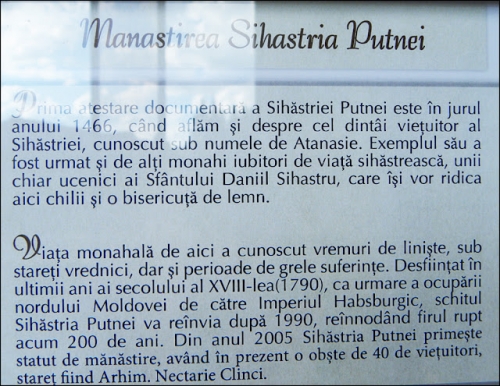 Manastirea Sihastria Putnei
Prima atestare documentară a Sihăstriei Putnei este în jurul
anului 1466, când aflăm şi despre cel dintâi vieţuitor al
Sihăstriei, cunoscut sub numele de Atanasie. Exemplul său a
fost urmat şi de alţi monahi iubitori de viaţă sihăstrească, unii
chiar ucenici ai Sfântului Daniil Sihastru, care îşi vor ridica
aici chilii şi o bisericuţă de lemn.
Viaţa monahală de aici a cunoscut vremuri de linişte, sub
stareţi vrednici, dar şi perioade de grele suferinţe. Desfiinţat în
ultimii ani ai secolului al XVIII-lea(1790), ca urmare a ocupării
nordului Moldovei de către Imperiul Habsburgic, schitul
Sihăstria Putnei va reînvia după 1990, reînnodând firul rupt
acum 200 de ani. Din anul 2005 Sihăstria Putnei primeşte
statut de mănăstire, având în prezent o obşte de 40 de vieţuitori,
stareţ fiind Arhim. Nectarie Clinci.